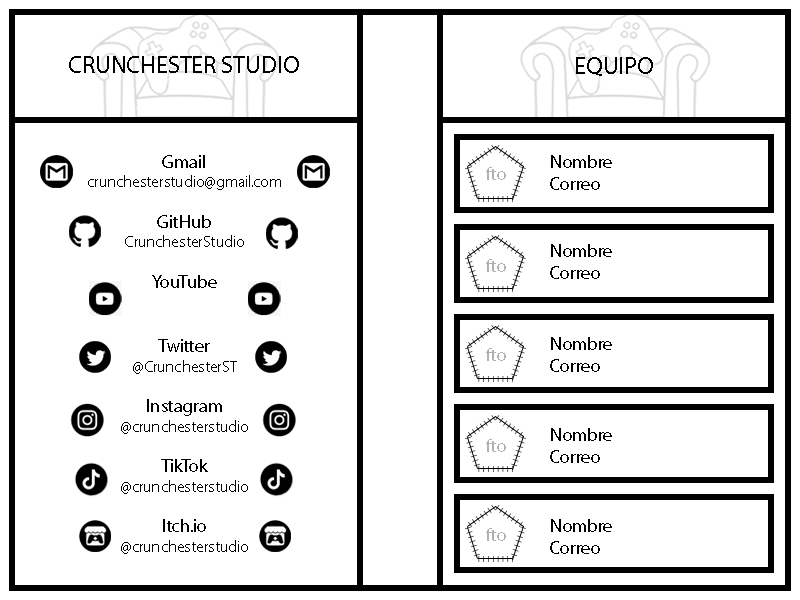 CRUNCHESTER STUDIO
Gmail
crunchesterstudio@gmail.com
GitHub
CrunchesterStudio
YouTube
Twitter
@CrunchesterST
Instagram
@crunchesterstudio
TikTok
@crunchesterstudio
Itch.io
@crunchesterstudio
EQUIPO
fto
Nombre
Correo
fto
Nombre
Correo
fto
Nombre
Correo
fto
Nombre
Correo
fto
Nombre
Correo